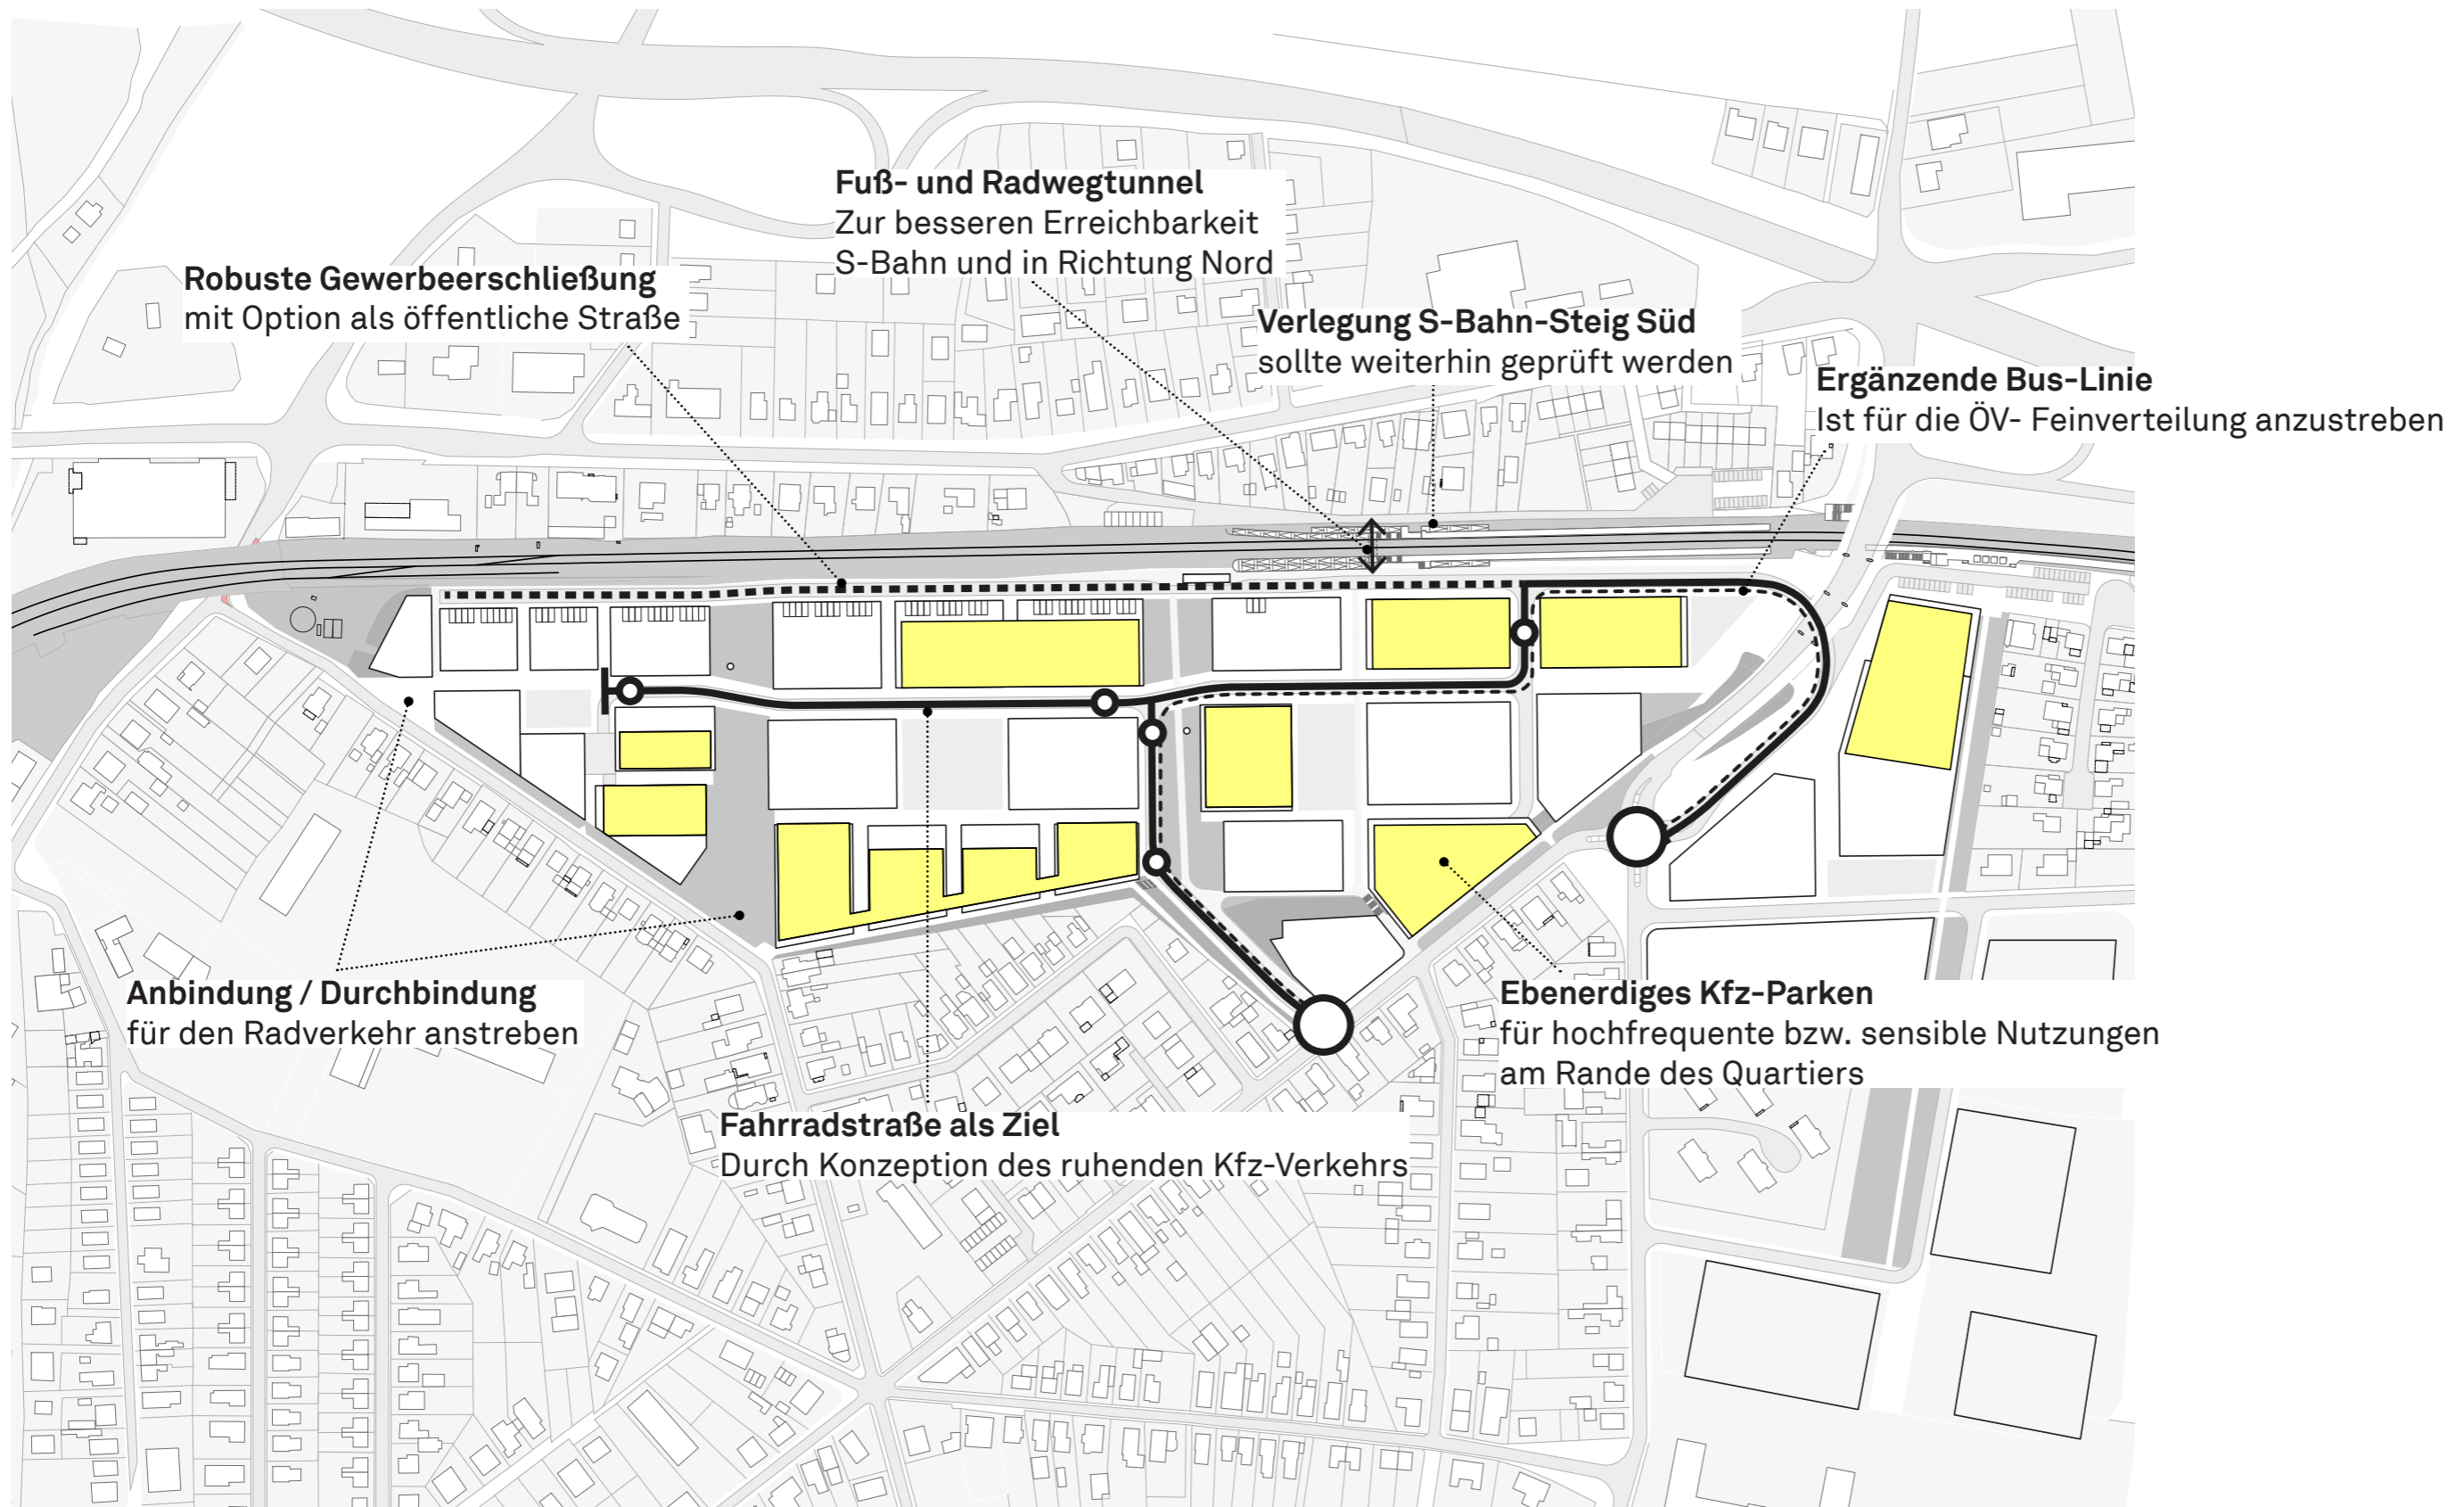 Fuß- und Radwegtunnel
Zur besseren Erreichbarkeit
S-Bahn und in Richtung Nord
Robuste Gewerbeerschließung
mit Option als öffentliche Straße
Verlegung S-Bahn-Steig Süd
sollte weiterhin geprüft werden
Ergänzende Bus-Linie
Ist für die ÖV- Feinverteilung anzustreben
Anbindung / Durchbindung
für den Radverkehr anstreben
Ebenerdiges Kfz-Parken
für hochfrequente bzw. sensible Nutzungen
am Rande des Quartiers
Fahrradstraße als Ziel
Durch Konzeption des ruhenden Kfz-Verkehrs